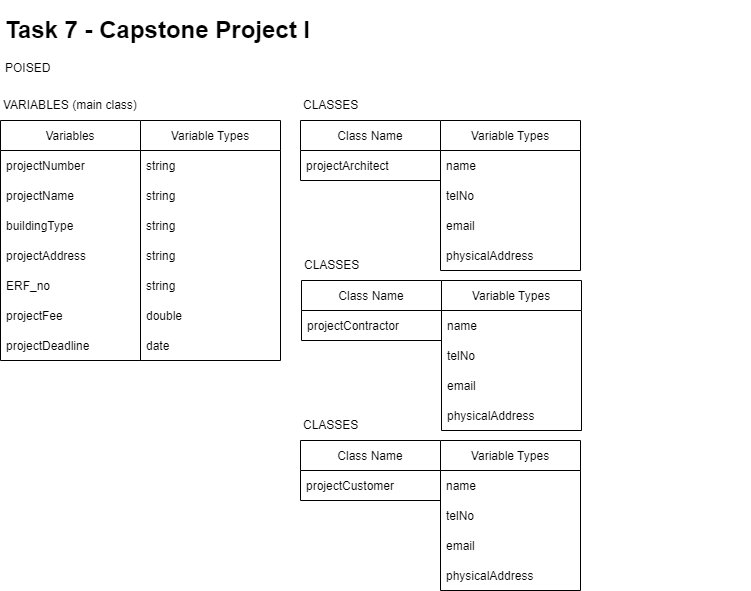 Task 7 - Capstone Project I
POISED
VARIABLES (main class)
Variables Variable Types
projectNumber string
projectName string
buildingType string
projectAddress string
ERF_no string
projectFee double
projectDeadline date
CLASSES
Class Name Variable Types
projectArchitect name
telNo
email
physicalAddress
CLASSES
Class Name Variable Types
projectContractor name
telNo
email
physicalAddress
CLASSES
Class Name Variable Types
projectCustomer name
telNo
email
physicalAddress